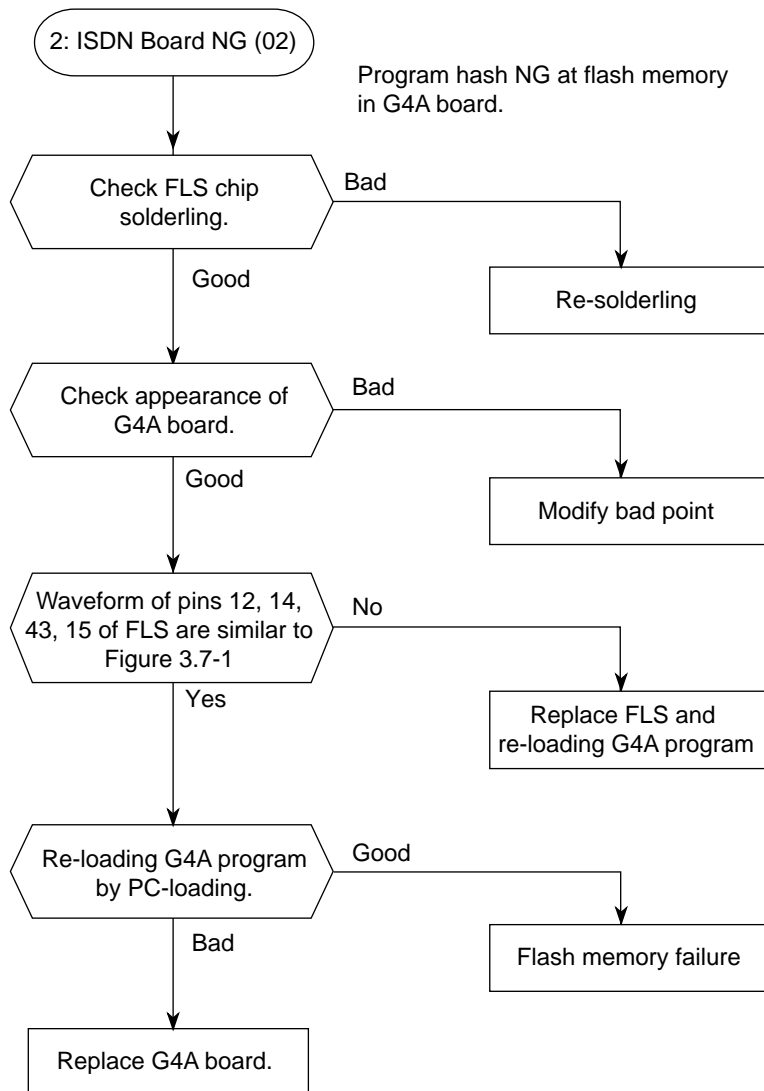 2: ISDN Board NG (02)
Program hash NG at flash memory
in G4A board.
Check FLS chip
solderling.
Bad
Good
Re-solderling
Check appearance of
G4A board.
Bad
Good
Modify bad point
Waveform of pins 12, 14,
43, 15 of FLS are similar to
Figure 3.7-1
No
Yes
Replace FLS and
re-loading G4A program
Re-loading G4A program
by PC-loading.
Good
Bad
Flash memory failure
Replace G4A board.